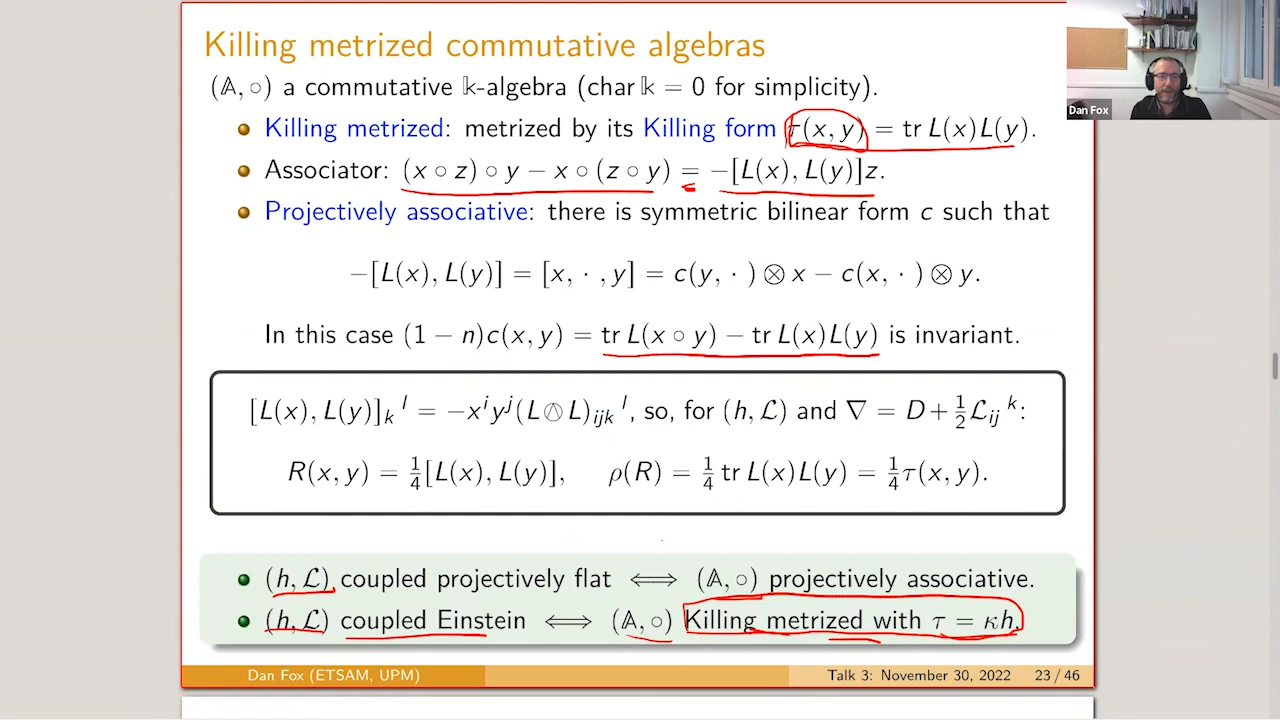 Killing metrized commutative algebras
(𝔸, ∘) a commutative 𝕜-algebra (char 𝕜 = 0 for simplicity).
Killing metrized: metrized by its Killing form τ(x, y) = tr L(x)L(y).
Associator: (x ∘ z) ∘ y − x ∘ (z ∘ y) = −[L(x), L(y)]z.
Projectively associative: there is symmetric bilinear form c such that
−[L(x), L(y)] = [x, · , y] = c(y, · ) ⊗ x − c(x, · ) ⊗ y.
In this case (1 − n)c(x, y) = tr L(x ∘ y) − tr L(x)L(y) is invariant.
[L(x), L(y)]ₖ ˡ = −xⁱyʲ(L ⃝∧ L)ᵢⱼₖ ˡ, so, for (h, ℒ) and ∇ = D + ½ℒᵢⱼ ᵏ:
R(x, y) = ¼[L(x), L(y)], ρ(R) = ¼ tr L(x)L(y) = ¼τ(x, y).
(h, ℒ) coupled projectively flat ⟺ (𝔸, ∘) projectively associative.
(h, ℒ) coupled Einstein ⟺ (𝔸, ∘) Killing metrized with τ = κh.
Dan Fox (ETSAM, UPM) Talk 3: November 30, 2022 23 / 46
Dan Fox